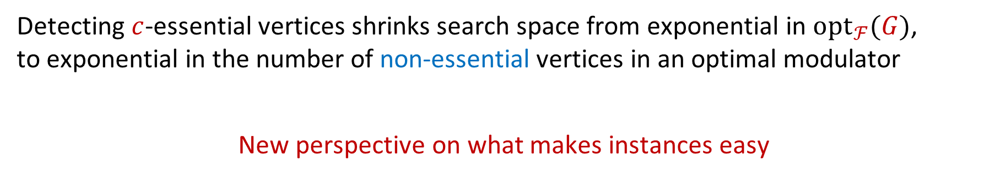 Detecting c-essential vertices shrinks search space from exponential in opt_ℱ(G),
to exponential in the number of non-essential vertices in an optimal modulator
New perspective on what makes instances easy